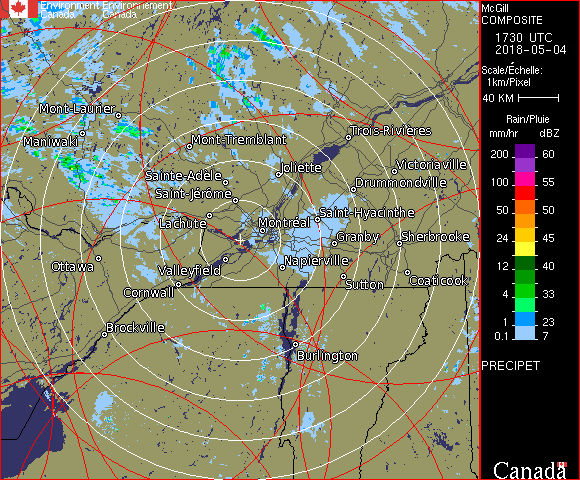 Environment Environnement
Canada Canada
McGill
COMPOSITE
1730 UTC
2018-05-04
Scale/Échelle:
1km/Pixel
40 KM
Rain/Pluie
mm/hr dBZ
200 60
150 57
100 55
50 50
24 45
12 40
4 33
1 23
0.1 7
PRECIPET
Canada
Mont-Laurier
Maniwaki
Mont-Tremblant
Trois-Rivières
Joliette
Victoriaville
Sainte-Adèle
Drummondville
Saint-Jérôme
Lachute
Montréal
Saint-Hyacinthe
Granby
Sherbrooke
Ottawa
Valleyfield
Napierville
Cornwall
Sutton
Coaticook
Brockville
Burlington